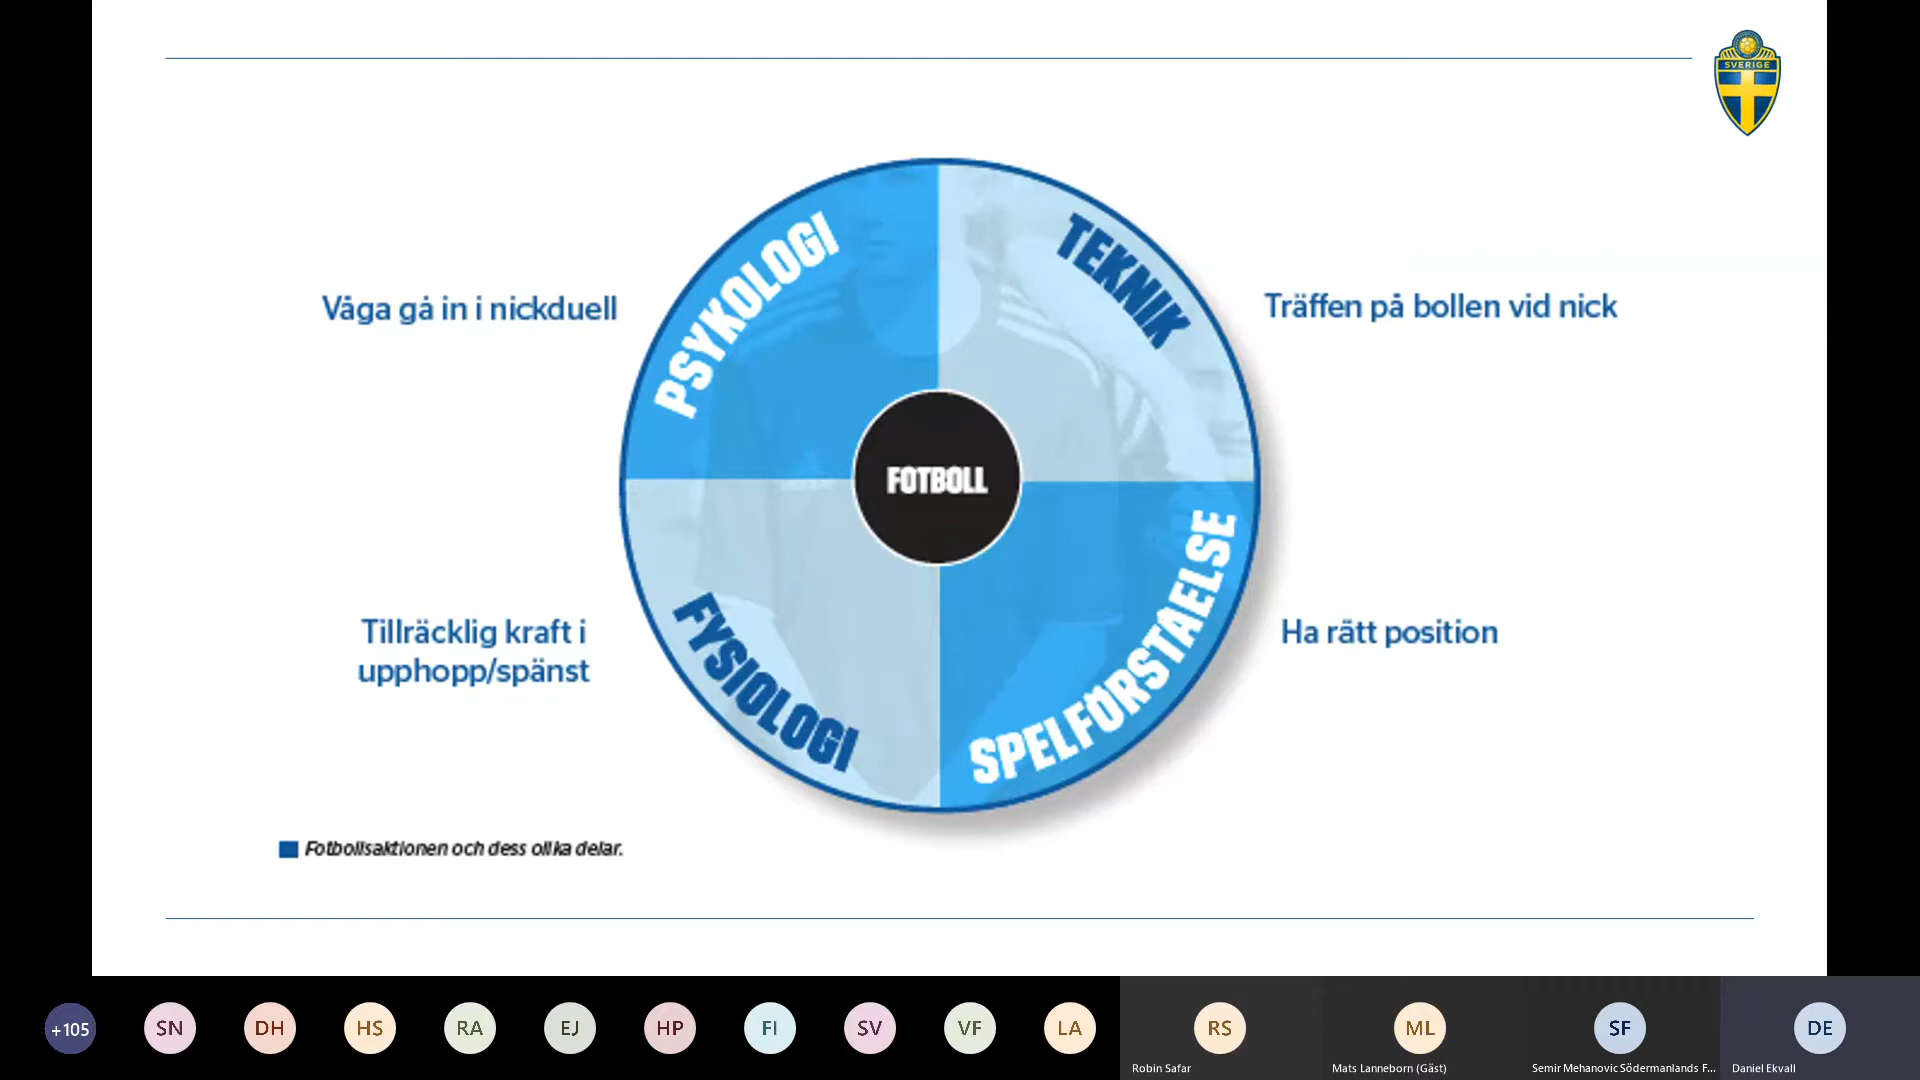 SVERIGE
PSYKOLOGI
TEKNIK
Våga gå in i nickduell
Träffen på bollen vid nick
FOTBOLL
FYSIOLOGI
SPELFÖRSTÅELSE
Tillräcklig kraft i
upphopp/spänst
Ha rätt position
Fotbollsaktionen och dess olika delar.
+105
SN
DH
HS
RA
EJ
HP
FI
SV
VF
LA
RS
ML
SF
DE
Robin Safar
Mats Lanneborn (Gäst)
Semir Mehanovic Södermanlands F...
Daniel Ekvall